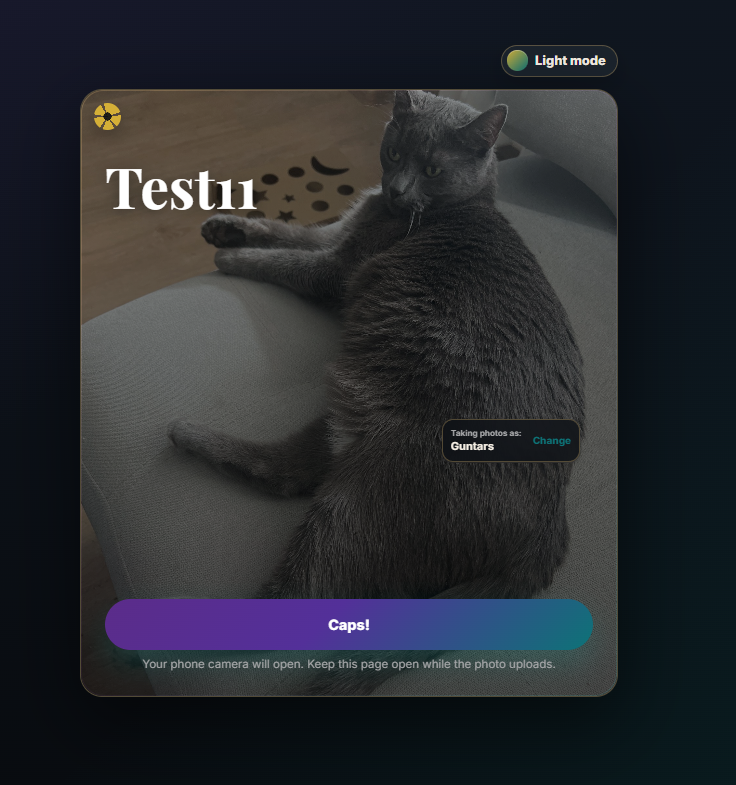 Light mode
Test11
Taking photos as:
Guntars
Change
Caps!
Your phone camera will open. Keep this page open while the photo uploads.